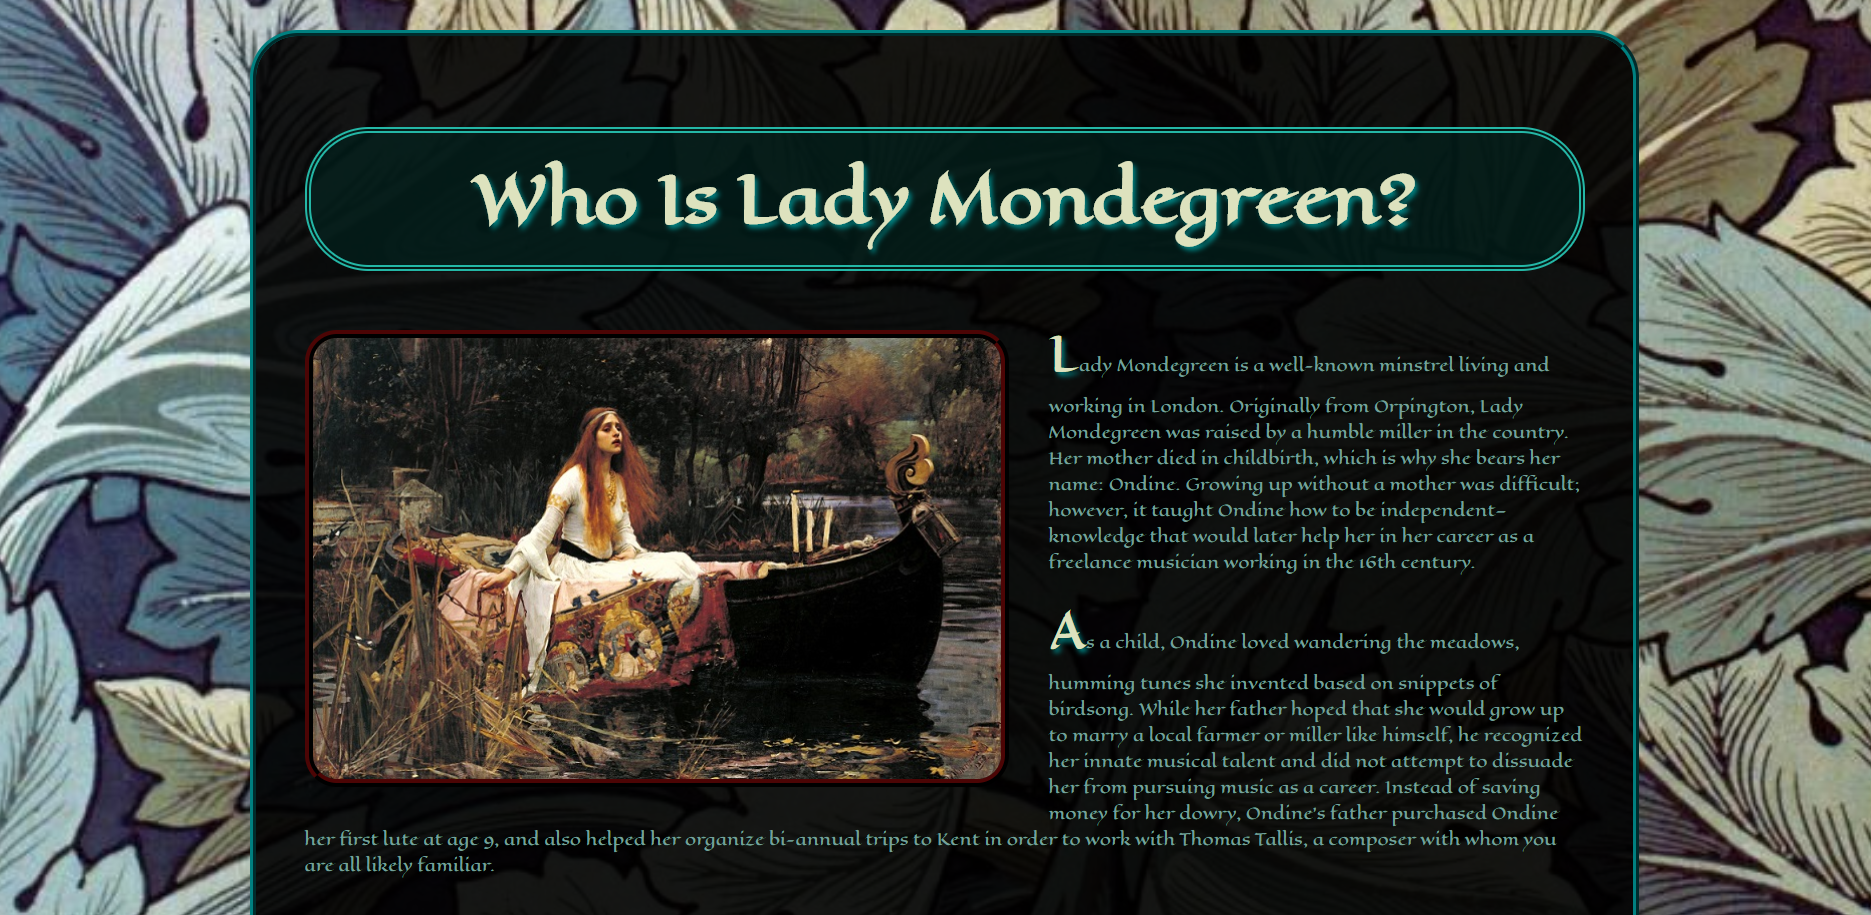 Who Is Lady Mondegreen?
Lady Mondegreen is a well-known minstrel living and
working in London. Originally from Orpington, Lady
Mondegreen was raised by a humble miller in the country.
Her mother died in childbirth, which is why she bears her
name: Ondine. Growing up without a mother was difficult;
however, it taught Ondine how to be independent-
knowledge that would later help her in her career as a
freelance musician working in the 16th century.
As a child, Ondine loved wandering the meadows,
humming tunes she invented based on snippets of
birdsong. While her father hoped that she would grow up
to marry a local farmer or miller like himself, he recognized
her innate musical talent and did not attempt to dissuade
her from pursuing music as a career. Instead of saving
money for her dowry, Ondine's father purchased Ondine
her first lute at age 9, and also helped her organize bi-annual trips to Kent in order to work with Thomas Tallis, a composer with whom you
are all likely familiar.